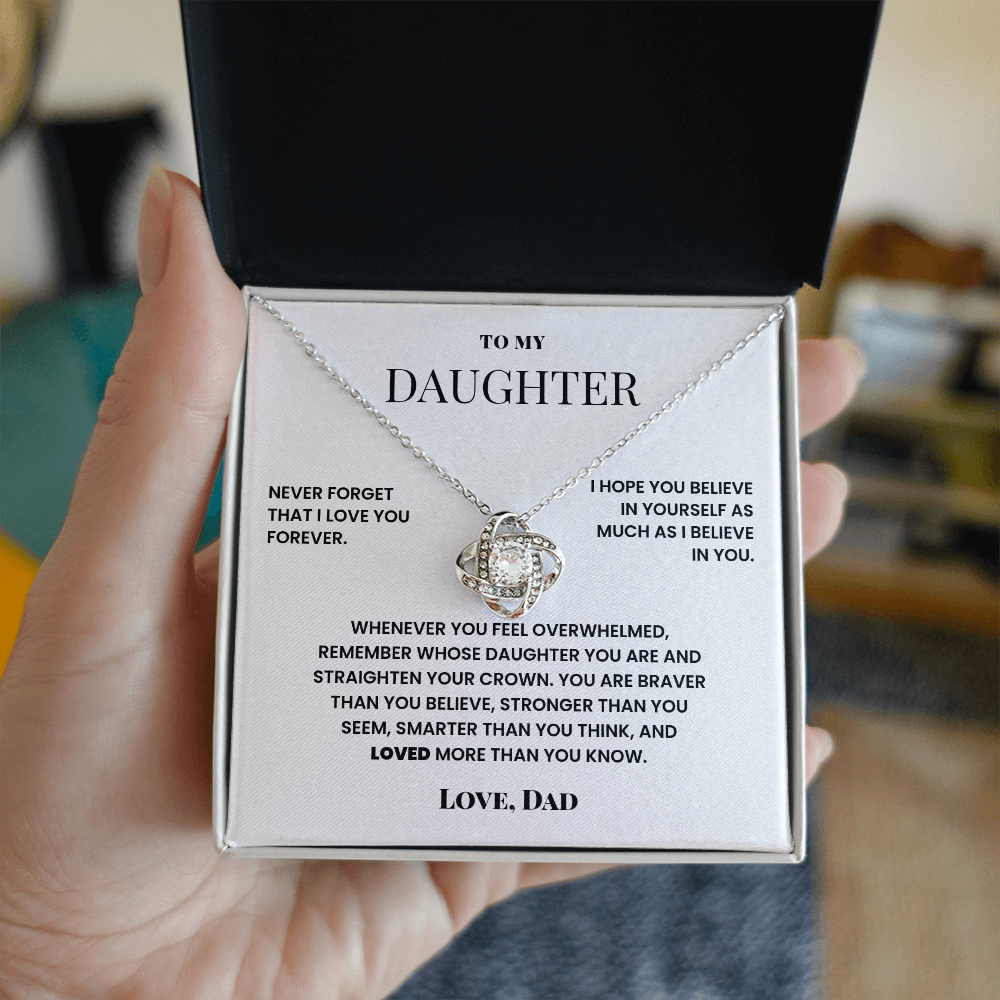 TO MY
DAUGHTER
NEVER FORGET
THAT I LOVE YOU
FOREVER.
I HOPE YOU BELIEVE
IN YOURSELF AS
MUCH AS I BELIEVE
IN YOU.
WHENEVER YOU FEEL OVERWHELMED,
REMEMBER WHOSE DAUGHTER YOU ARE AND
STRAIGHTEN YOUR CROWN. YOU ARE BRAVER
THAN YOU BELIEVE, STRONGER THAN YOU
SEEM, SMARTER THAN YOU THINK, AND
LOVED MORE THAN YOU KNOW.
LOVE, DAD